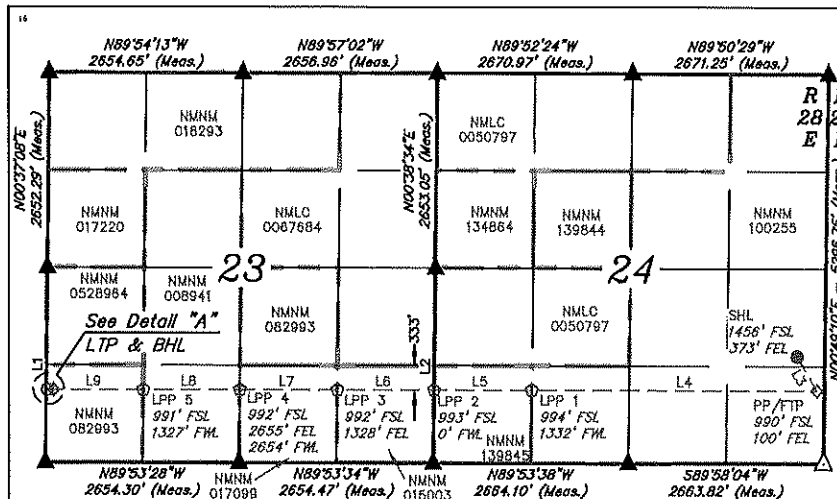 16
N89°54'13"W
2654.65' (Meas.)
N89°57'02"W
2656.96' (Meas.)
N89°52'24"W
2670.97' (Meas.)
N89°50'29"W
2671.25' (Meas.)
R
28
E
N00°37'08"E
2652.29' (Meas.)
N00°38'34"E
2653.05' (Meas.)
NMNM
018293
NMLC
0050797
NMNM
017220
NMLC
0067684
NMNM
134864
NMNM
139844
NMNM
100255
23
24
NMNM
0528984
NMNM
008941
NMNM
082993
NMLC
0050797
See Detail "A"
LTP & BHL
333'
SHL
1456' FSL
373' FEL
L1
L9
L8
L7
L6
L2
L5
L4
NMNM
082993
LPP 5
991' FSL
1327' FWL
LPP 4
992' FSL
2655' FEL
2654' FWL
LPP 3
992' FSL
1328' FEL
LPP 2
993' FSL
0' FWL
LPP 1
994' FSL
1332' FWL
PP/FTP
990' FSL
100' FEL
NMNM
139845
N89°53'28"W
2654.30' (Meas.)
NMNM
017099
N89°53'34"W
2654.47' (Meas.)
NMNM
015003
N89°53'38"W
2664.10' (Meas.)
S89°58'04"W
2663.82' (Meas.)